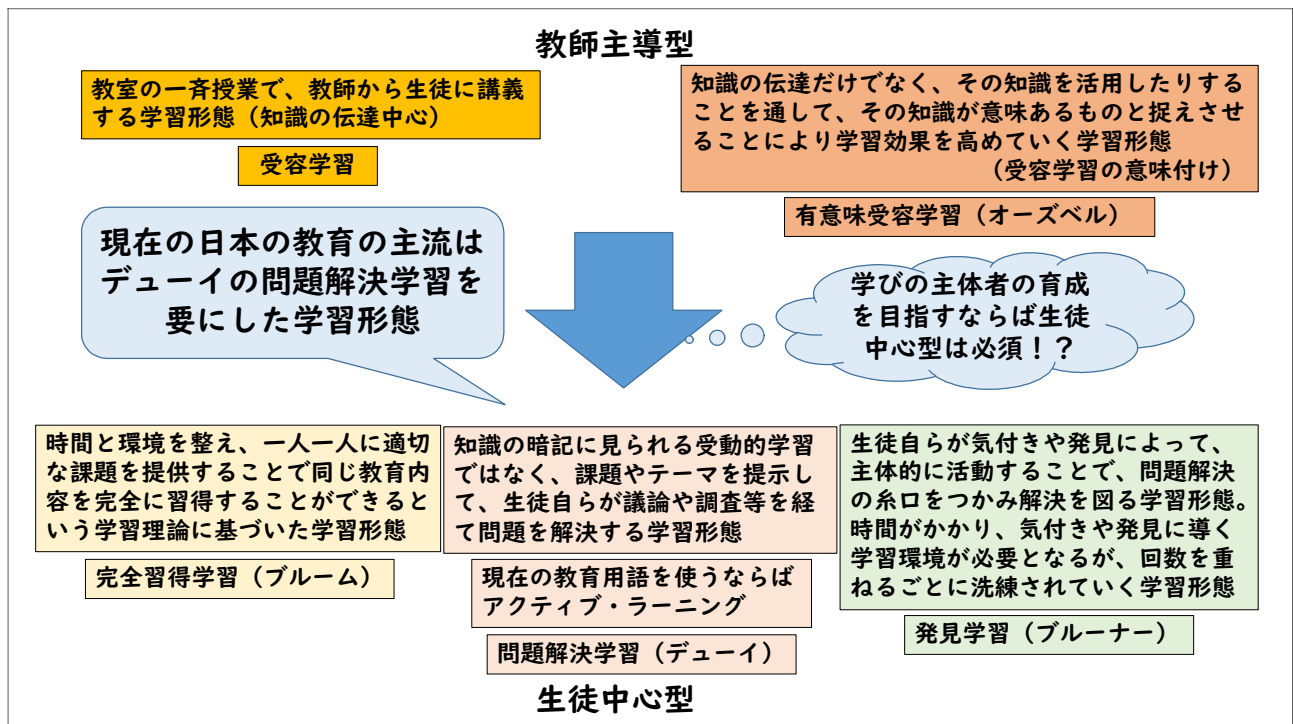 教師主導型
教室の一斉授業で、教師から生徒に講義
する学習形態（知識の伝達中心）
受容学習
知識の伝達だけでなく、その知識を活用したりす
ることを通して、その知識が意味あるものと捉えさせ
ることにより学習効果を高めていく学習形態
（受容学習の意味付け）
有意味受容学習（オーズベル）
現在の日本の教育の主流は
デューイの問題解決学習を
要にした学習形態
学びの主体者の育成
を目指すならば生徒
中心型は必須！？
時間と環境を整え、一人一人に適切
な課題を提供することで同じ教育内
容を完全に習得することができると
いう学習理論に基づいた学習形態
完全習得学習（ブルーム）
知識の暗記に見られる受動的学習
ではなく、課題やテーマを提示し
て、生徒自らが議論や調査等を経
て問題を解決する学習形態
現在の教育用語を使うならば
アクティブ・ラーニング
問題解決学習（デューイ）
生徒自らが気付きや発見によって、
主体的に活動することで、問題解決
の糸口をつかみ解決を図る学習形態。
時間がかかり、気付きや発見に導く
学習環境が必要となるが、回数を重
ねるごとに洗練されていく学習形態
発見学習（ブルーナー）
生徒中心型